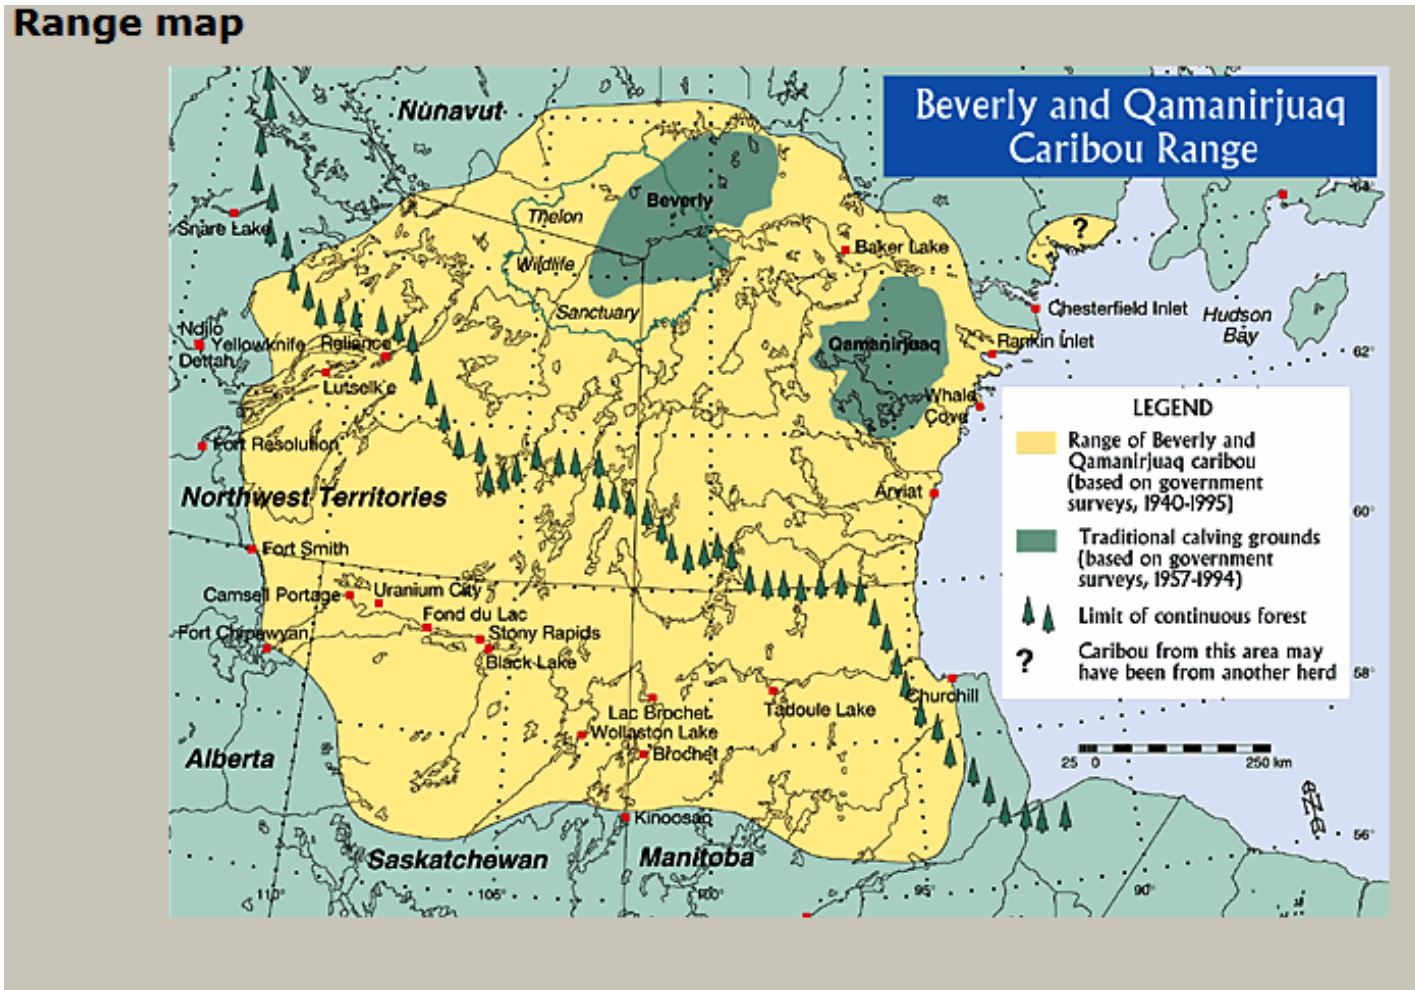 Range map
Beverly and Qamanirjuaq
Caribou Range
Nunavut
64°
Snare Lake
Thelon
Beverly
?
Baker Lake
Wildlife
Sanctuary
Chesterfield Inlet
Hudson
Bay
Ndilo
Yellowknife
Dettah
Reliance
Qamanirjuaq
Rankin Inlet
62°
Lutselk'e
Whale
Cove
LEGEND
Range of Beverly and
Qamanirjuaq caribou
(based on government
surveys, 1940-1995)
Fort Resolution
Northwest Territories
Arviat
60°
Traditional calving grounds
(based on government
surveys, 1957-1994)
Fort Smith
Camsell Portage
Uranium City
Fond du Lac
Limit of continuous forest
Fort Chipewyan
Stony Rapids
Black Lake
?
Caribou from this area may
have been from another herd
58°
Churchill
Lac Brochet
Tadoule Lake
Wollaston Lake
Brochet
Alberta
25 0 250 km
Kinoosao
56°
Saskatchewan
Manitoba
110°
105°
100°
95°
90°